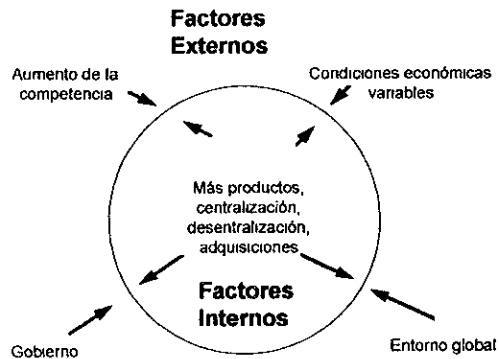 Factores
Externos
Aumento de la
competencia
Condiciones económicas
variables
Más productos,
centralización,
desentralización,
adquisiciones
Factores
Internos
Gobierno
Entorno global